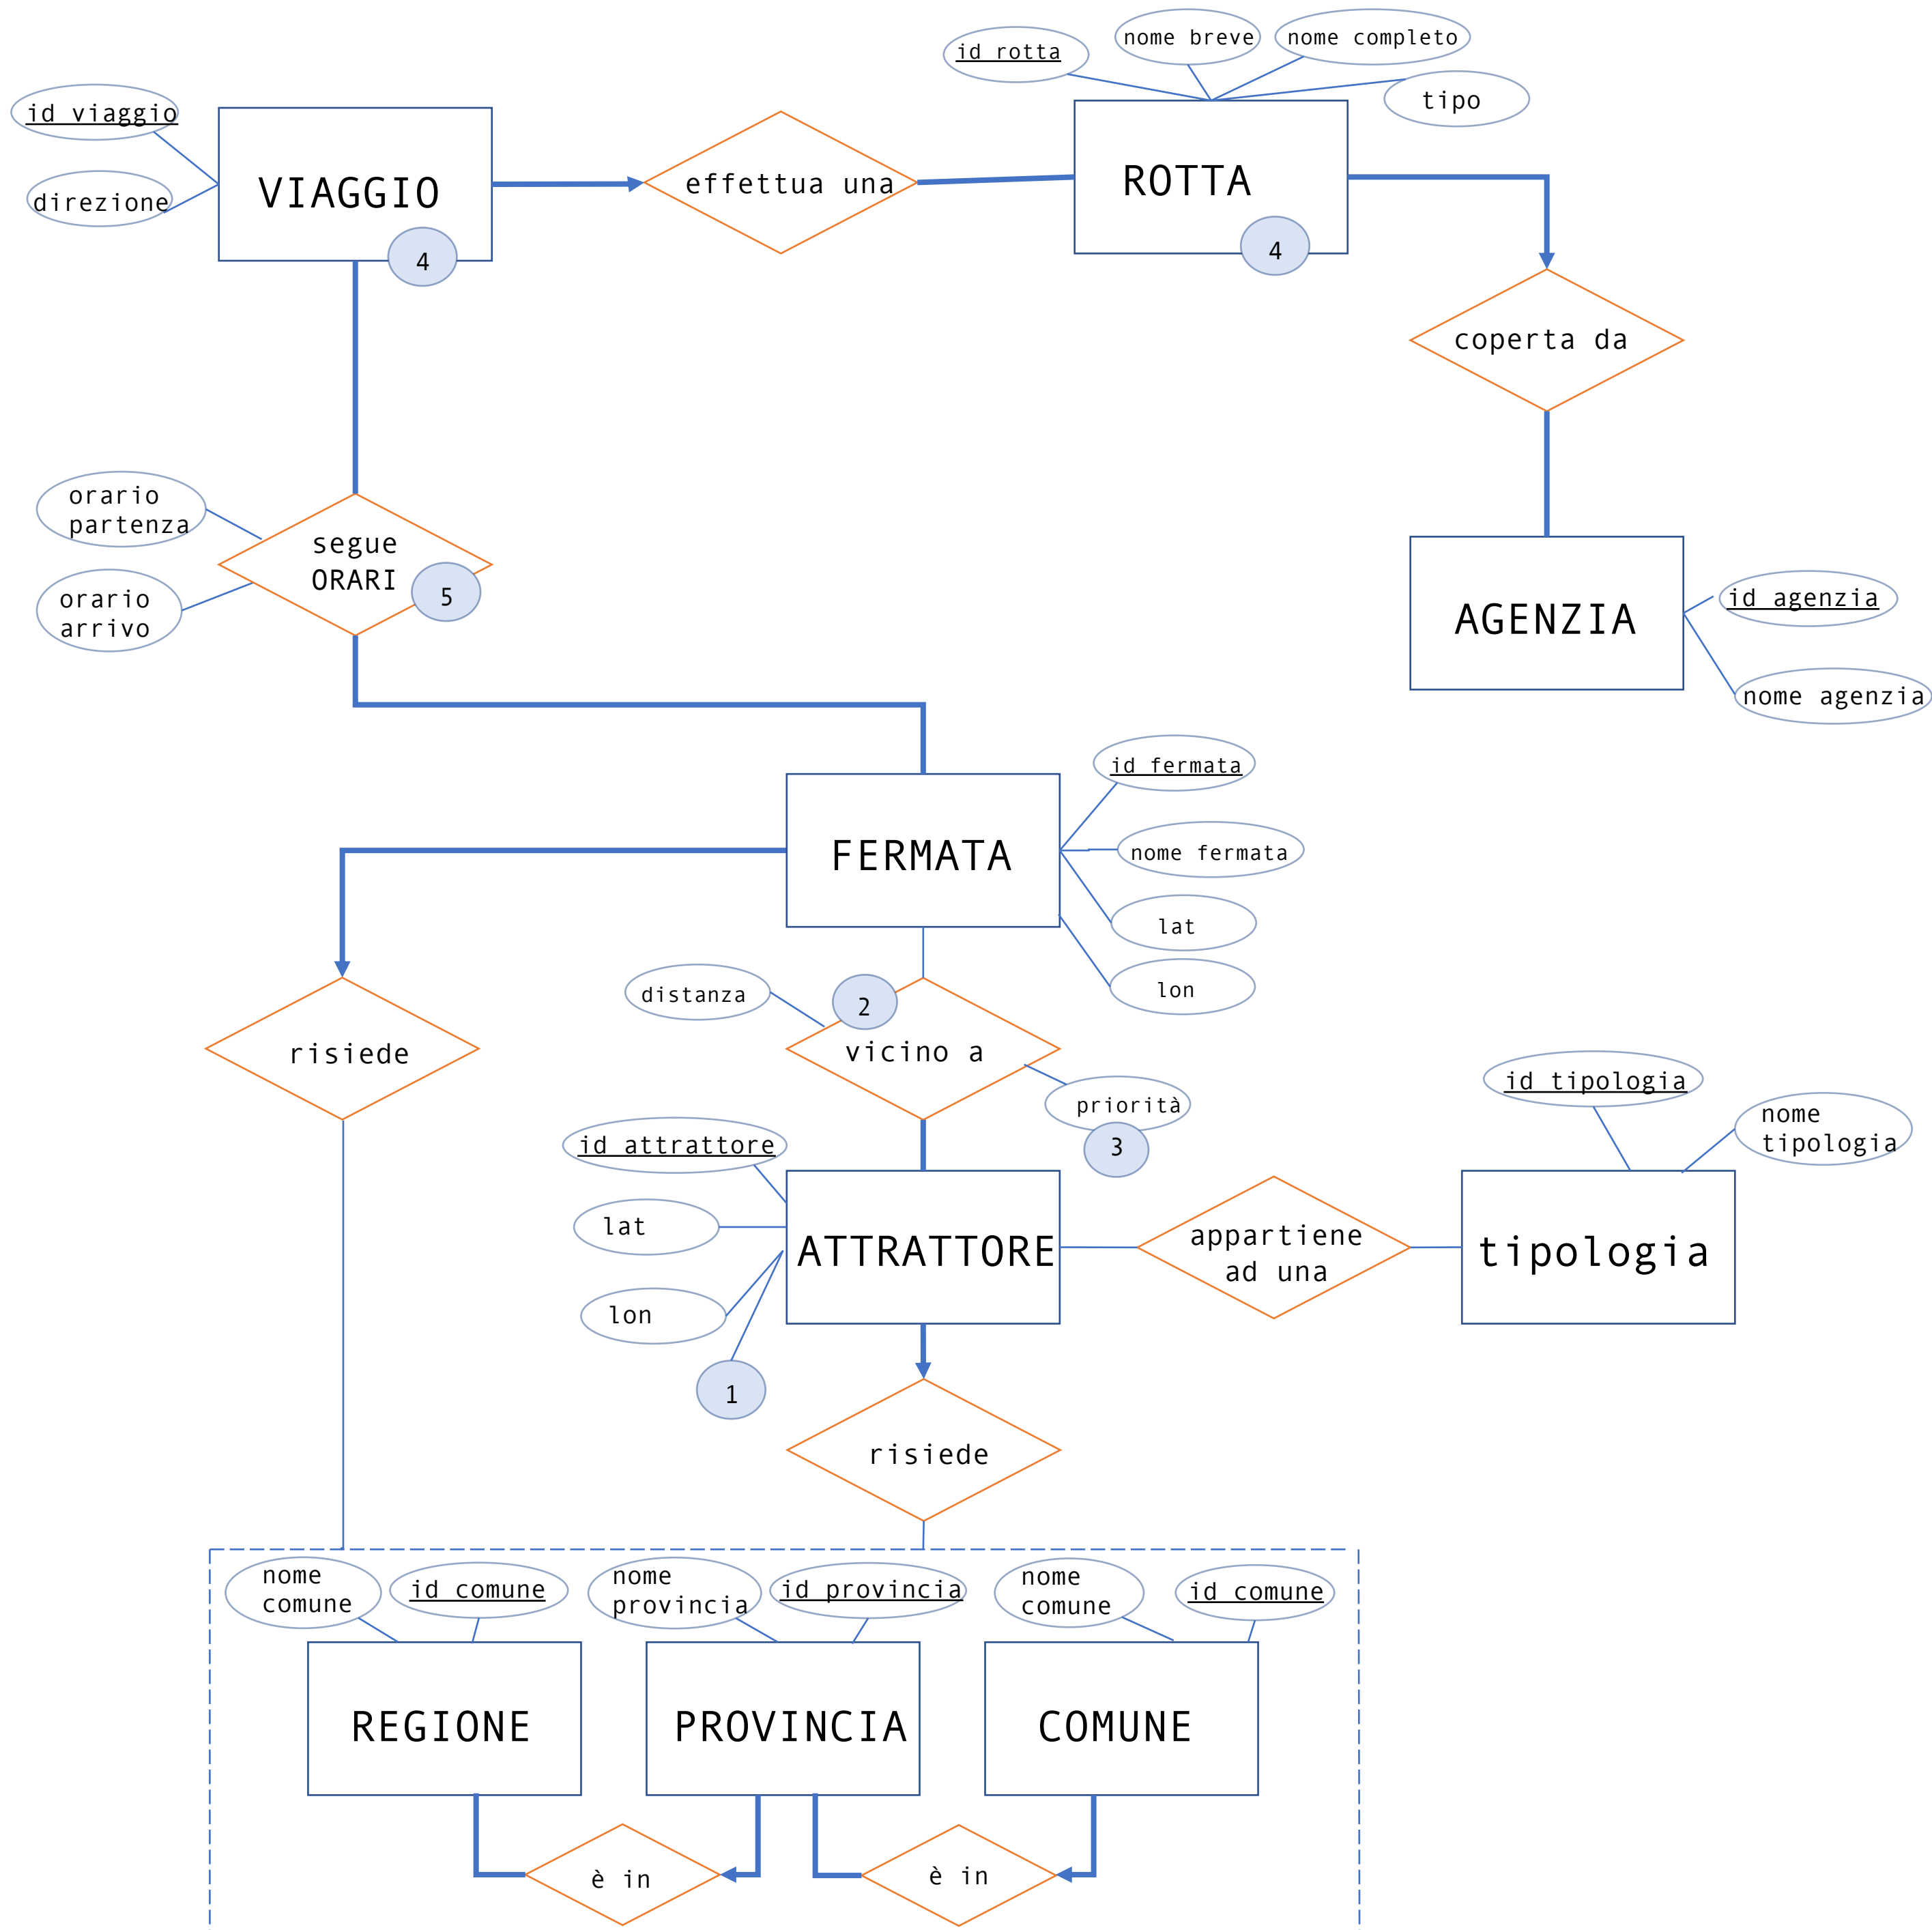 id rotta
nome breve
nome completo
tipo
id viaggio
direzione
VIAGGIO
4
effettua una
ROTTA
4
coperta da
orario
partenza
orario
arrivo
segue
ORARI
5
AGENZIA
id agenzia
nome agenzia
FERMATA
id fermata
nome fermata
lat
lon
risiede
distanza
2
vicino a
priorità
3
id attrattore
lat
lon
1
ATTRATTORE
appartiene
ad una
id tipologia
nome
tipologia
tipologia
risiede
nome
comune
id comune
nome
provincia
id provincia
nome
comune
id comune
REGIONE
PROVINCIA
COMUNE
è in
è in